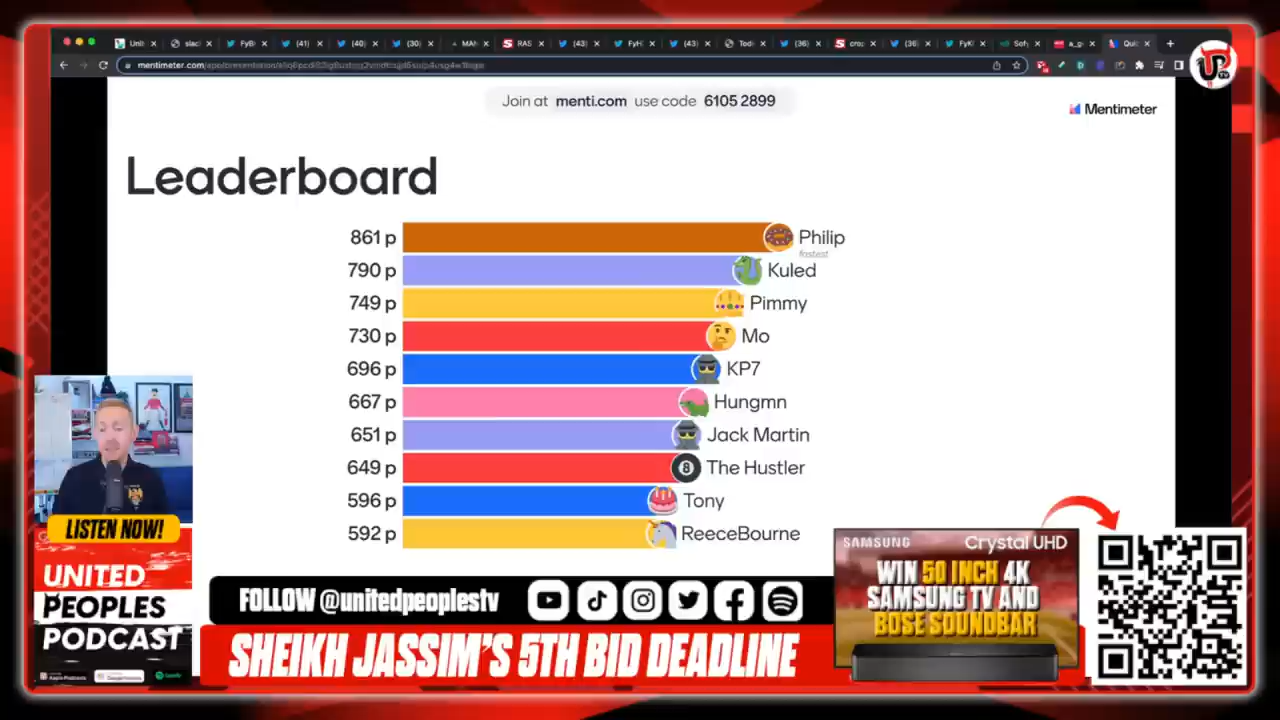 Join at menti.com use code 6105 2899
Mentimeter
Leaderboard
861 p Philip
fastest
790 p Kuled
749 p Pimmy
730 p Mo
696 p KP7
667 p Hungmn
651 p Jack Martin
649 p The Hustler
596 p Tony
592 p ReeceBourne
LISTEN NOW!
UNITED
PEOPLES
PODCAST
FOLLOW @unitedpeoplestv
SHEIKH JASSIM'S 5TH BID DEADLINE
SAMSUNG Crystal UHD
WIN 50 INCH 4K
SAMSUNG TV AND
BOSE SOUNDBAR